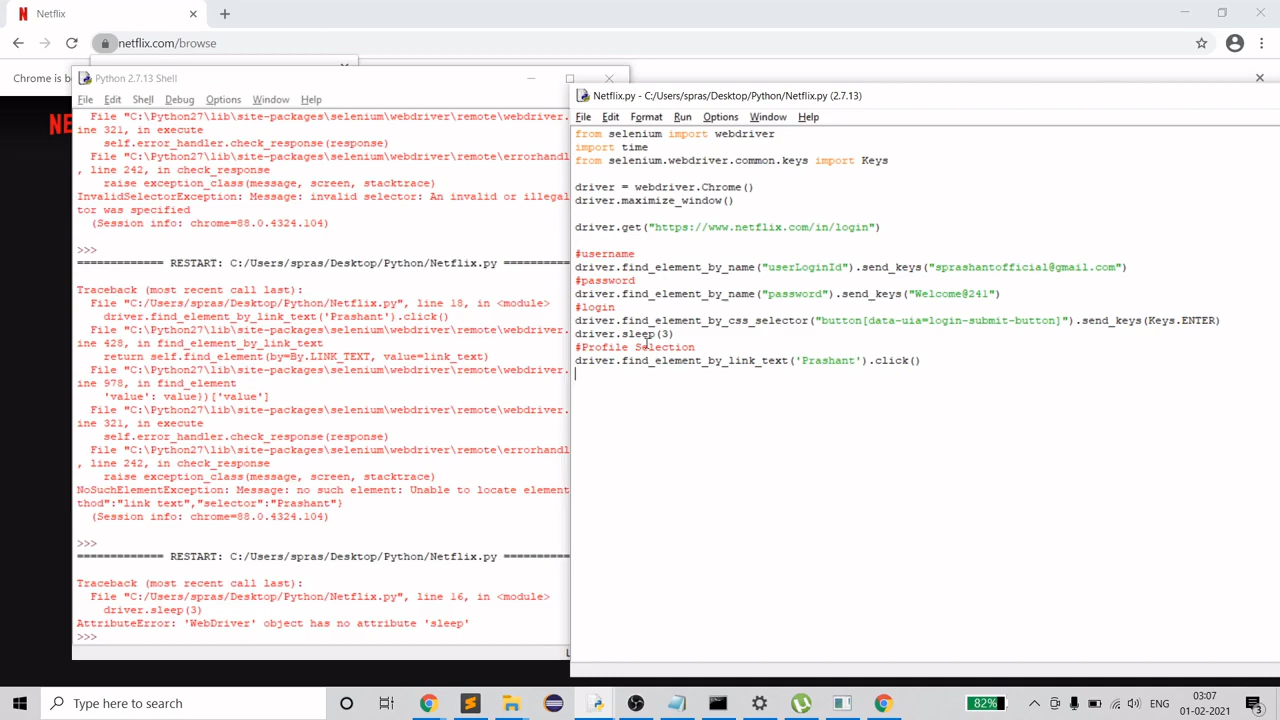 Netflix
netflix.com/browse
Chrome is b
NE
Python 2.7.13 Shell
File Edit Shell Debug Options Window Help
File "C:\Python27\lib\site-packages\selenium\webdriver\remote\webdriver.
ine 321, in execute
self.error_handler.check_response(response)
File "C:\Python27\lib\site-packages\selenium\webdriver\remote\errorhandl
, line 242, in check_response
raise exception_class(message, screen, stacktrace)
InvalidSelectorException: Message: invalid selector: An invalid or illega
tor was specified
(Session info: chrome=88.0.4324.104)
>>>
============= RESTART: C:/Users/spras/Desktop/Python/Netflix.py ==========
Traceback (most recent call last):
File "C:/Users/spras/Desktop/Python/Netflix.py", line 18, in <module>
driver.find_element_by_link_text('Prashant').click()
File "C:\Python27\lib\site-packages\selenium\webdriver\remote\webdriver.
ine 428, in find_element_by_link_text
return self.find_element(by=By.LINK_TEXT, value=link_text)
File "C:\Python27\lib\site-packages\selenium\webdriver\remote\webdriver.
ine 978, in find_element
'value': value})['value']
File "C:\Python27\lib\site-packages\selenium\webdriver\remote\webdriver.
ine 321, in execute
self.error_handler.check_response(response)
File "C:\Python27\lib\site-packages\selenium\webdriver\remote\errorhandl
, line 242, in check_response
raise exception_class(message, screen, stacktrace)
NoSuchElementException: Message: no such element: Unable to locate element
thod":"link text","selector":"Prashant"}
(Session info: chrome=88.0.4324.104)
>>>
============= RESTART: C:/Users/spras/Desktop/Python/Netflix.py ==========
Traceback (most recent call last):
File "C:/Users/spras/Desktop/Python/Netflix.py", line 16, in <module>
driver.sleep(3)
AttributeError: 'WebDriver' object has no attribute 'sleep'
>>>
Netflix.py - C:/Users/spras/Desktop/Python/Netflix.py (2.7.13)
File Edit Format Run Options Window Help
from selenium import webdriver
import time
from selenium.webdriver.common.keys import Keys
driver = webdriver.Chrome()
driver.maximize_window()
driver.get("https://www.netflix.com/in/login")
#username
driver.find_element_by_name("userLoginId").send_keys("sprashantofficial@gmail.com")
#password
driver.find_element_by_name("password").send_keys("Welcome@241")
#login
driver.find_element_by_css_selector("button[data-uia=login-submit-button]").send_keys(Keys.ENTER)
driver.sleep(3)
#Profile Selection
driver.find_element_by_link_text('Prashant').click()
Type here to search
82%
ENG
03:07
01-02-2021
3